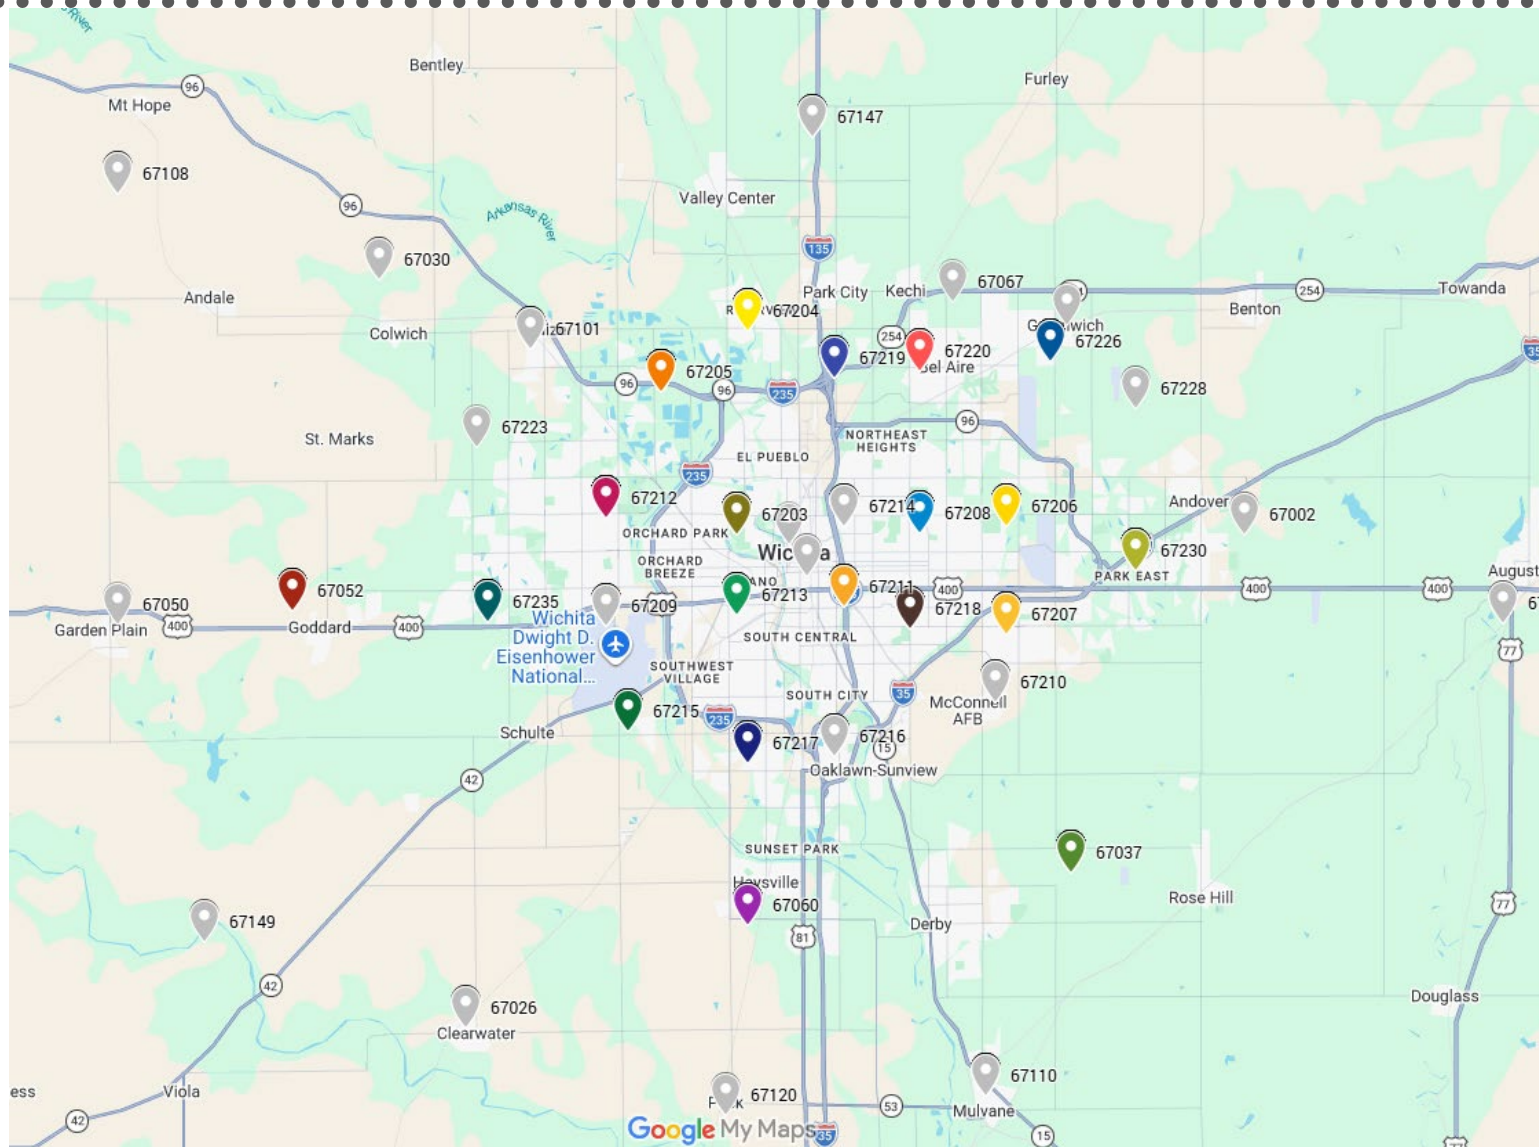 River
Bentley
96
Mt Hope
Furley
67147
67108
Valley Center
96
Arkansas
River
67030
135
67067
Park City
Kechi
254
Towanda
Andale
Benton
67204
67101
Colwich
254
67226
67219
67220
Bel Aire
67205
96
96
235
67228
35
St. Marks
67223
96
NORTHEAST
HEIGHTS
EL PUEBLO
235
67212
67203
67214
67208
67206
Andover
67002
ORCHARD PARK
Wichita
67230
ORCHARD
BREEZE
PARK EAST
67052
67211
400
400
400
67050
67235
67209
67213
67218
67207
Garden Plain
400
Goddard
400
Wichita
Dwight D.
Eisenhower
National...
SOUTH CENTRAL
77
SOUTHWEST
VILLAGE
67210
SOUTH CITY
35
McConnell
AFB
67215
235
Schulte
67217
67216
15
Oaklawn-Sunview
42
SUNSET PARK
67037
Haysville
67060
Rose Hill
77
67149
Derby
81
42
67026
Clearwater
Douglass
67110
Viola
67120
53
Mulvane
42
Google My Maps
35
15